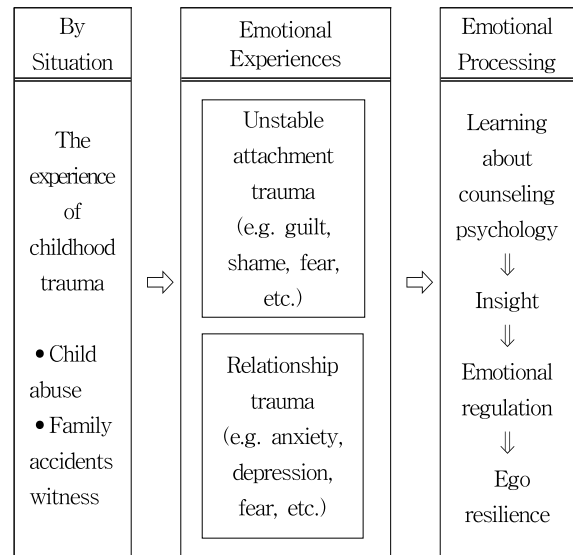 By
Situation
The
experience
of
childhood
trauma
• Child
abuse
• Family
accidents
witness
⇨
Emotional
Experiences
Unstable
attachment
trauma
(e.g. guilt,
shame, fear,
etc.)
Relationship
trauma
(e.g. anxiety,
depression,
fear, etc.)
⇨
Emotional
Processing
Learning
about
counseling
psychology
⇓
Insight
⇓
Emotional
regulation
⇓
Ego
resilience